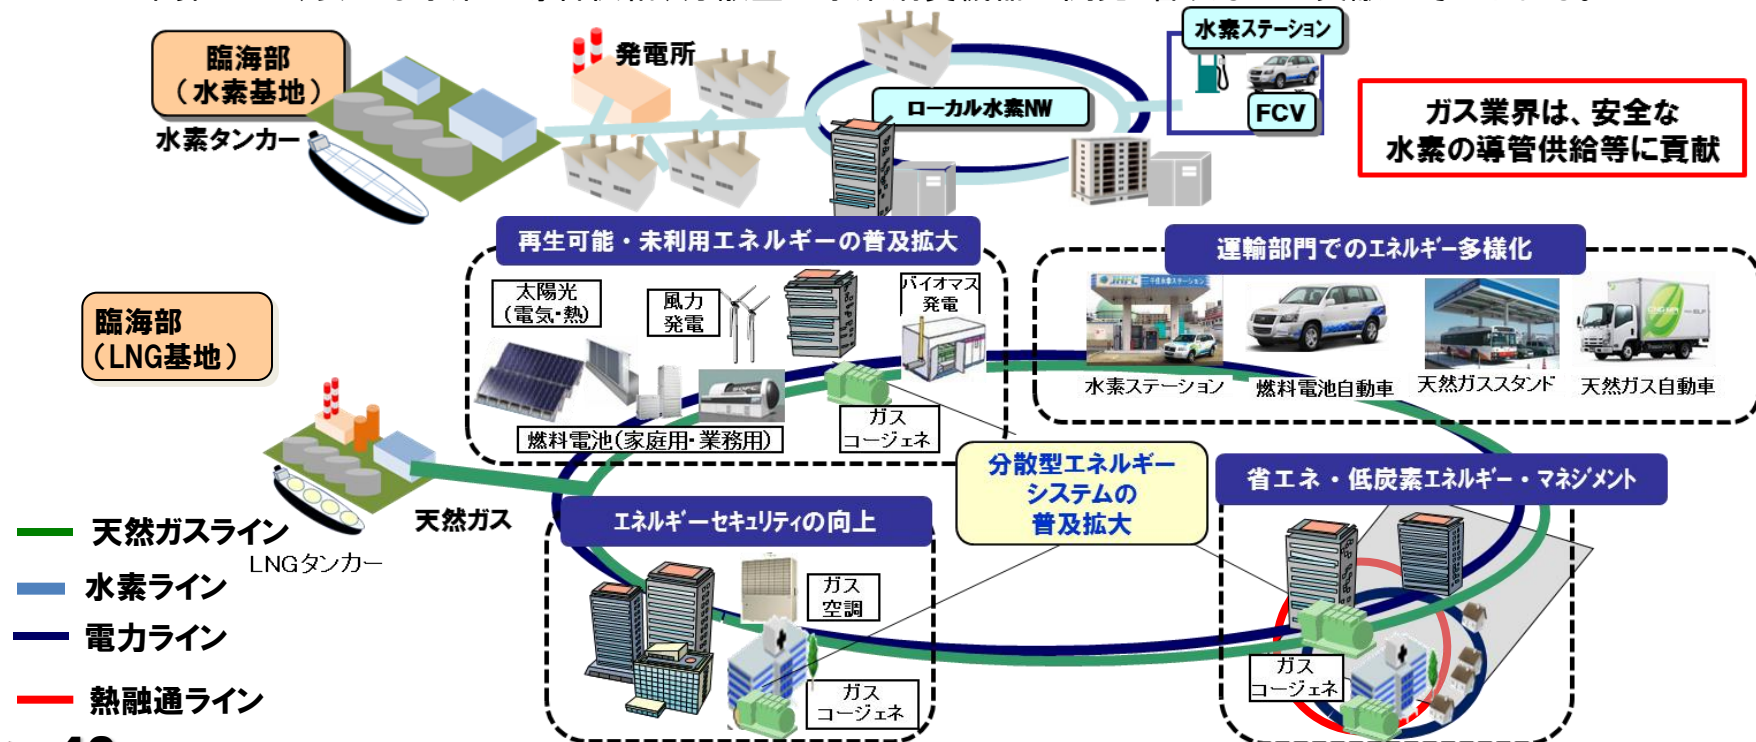 臨海部
（水素基地）
水素タンカー
発電所
ローカル水素NW
水素ステーション
FCV
ガス業界は、安全な
水素の導管供給等に貢献
再生可能・未利用エネルギーの普及拡大
太陽光
(電気・熱)
風力
発電
バイオマス
発電
燃料電池(家庭用・業務用)
ガス
コージェネ
運輸部門でのエネルギー多様化
JHFC
水素ステーション
燃料電池自動車
天然ガススタンド
天然ガス自動車
臨海部
（LNG基地）
天然ガス
LNGタンカー
分散型エネルギー
システムの
普及拡大
エネルギーセキュリティの向上
ガス
空調
ガス
コージェネ
省エネ・低炭素エネルギー・マネジメント
ガス
コージェネ
天然ガスライン
水素ライン
電力ライン
熱融通ライン